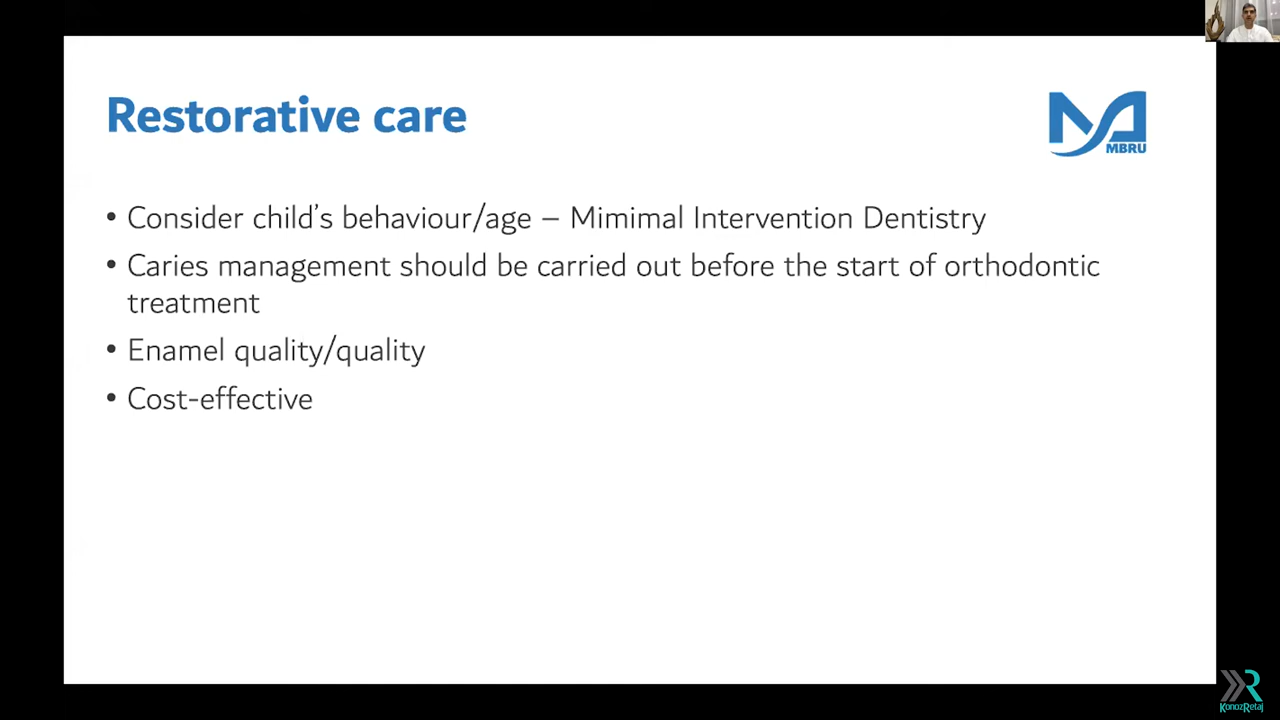 Restorative care
MBRU
• Consider child's behaviour/age – Mimimal Intervention Dentistry
• Caries management should be carried out before the start of orthodontic
treatment
• Enamel quality/quality
• Cost-effective
KonozRetaj